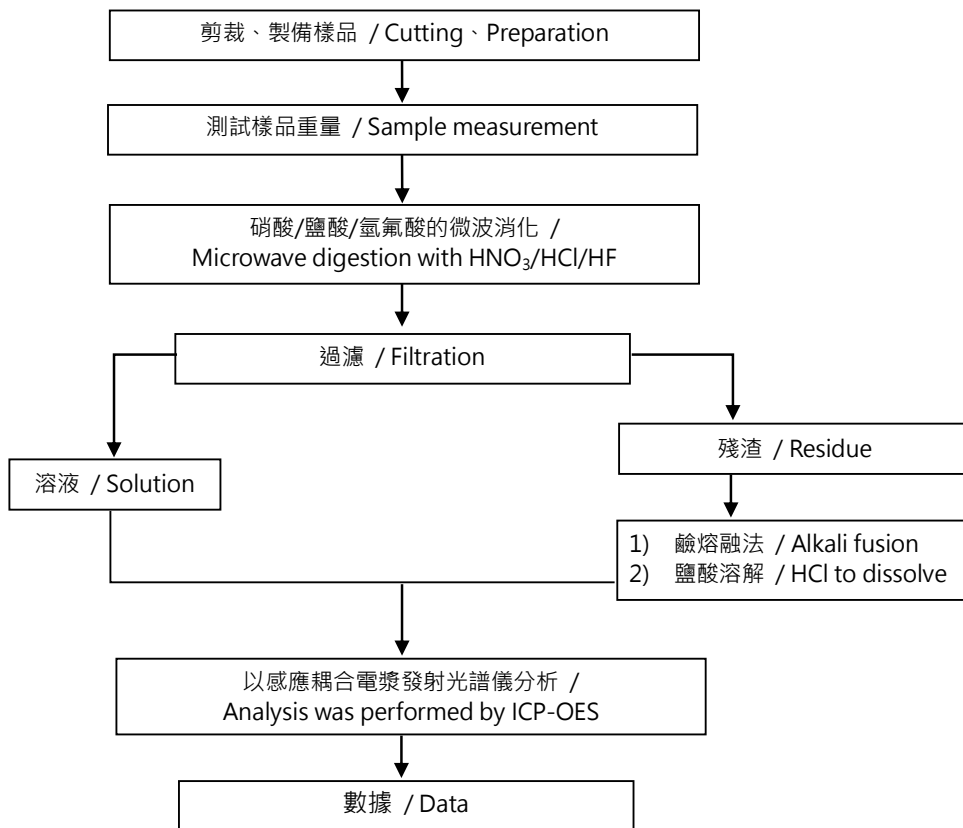 剪裁、製備樣品 / Cutting、Preparation
測試樣品重量 / Sample measurement
硝酸/鹽酸/氫氟酸的微波消化 /
Microwave digestion with HNO₃/HCl/HF
過濾 / Filtration
溶液 / Solution
殘渣 / Residue
1) 鹼熔融法 / Alkali fusion
2) 鹽酸溶解 / HCl to dissolve
以感應耦合電漿發射光譜儀分析 /
Analysis was performed by ICP-OES
數據 / Data